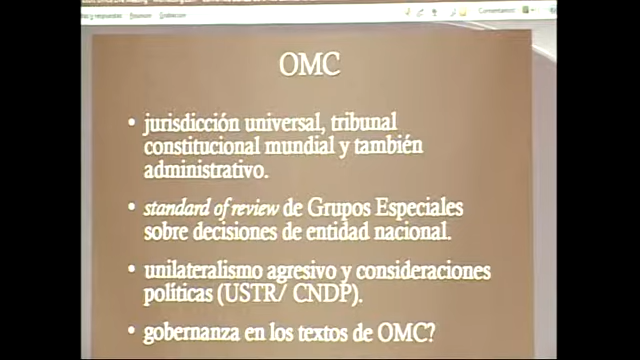 OMC
• jurisdicción universal, tribunal
constitucional mundial y también
administrativo.
• standard of review de Grupos Especiales
sobre decisiones de entidad nacional.
• unilateralismo agresivo y consideraciones
políticas (USTR/ CNDP).
• gobernanza en los textos de OMC?